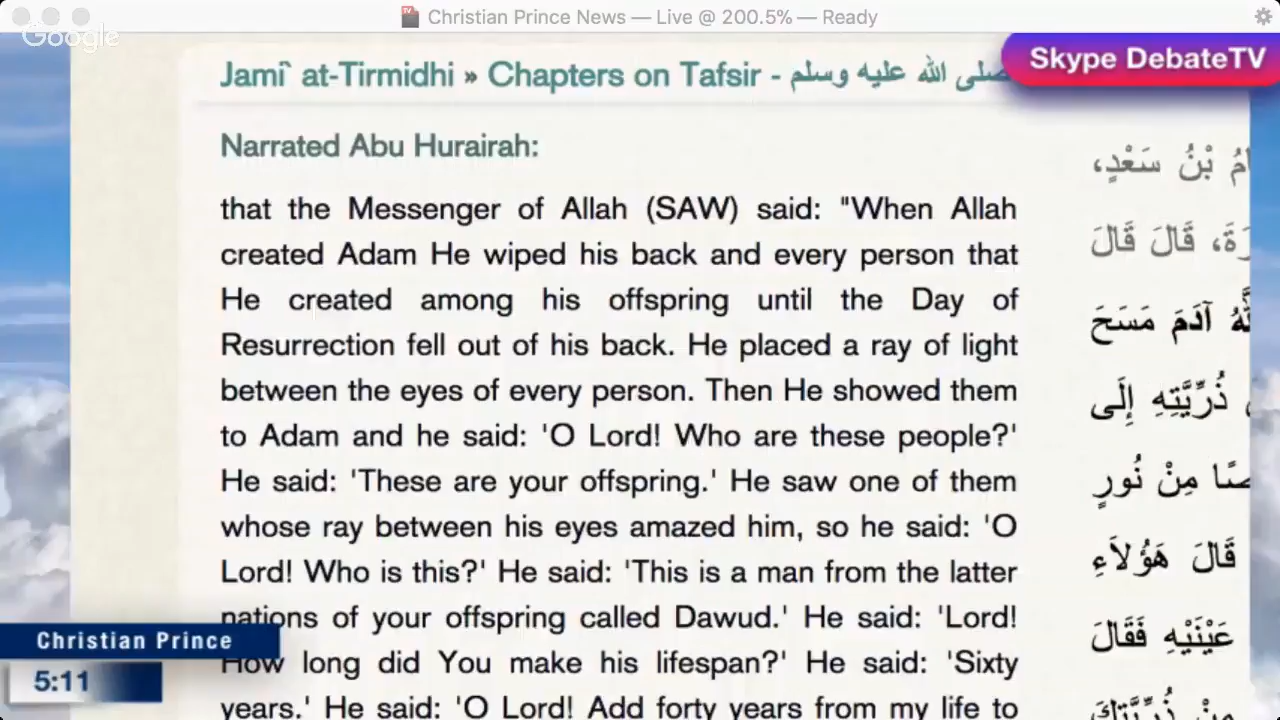 Christian Prince News — Live @ 200.5% — Ready
Google
Skype DebateTV
Jami` at-Tirmidhi » Chapters on Tafsir - صلى الله عليه وسلم
Narrated Abu Hurairah:
that the Messenger of Allah (SAW) said: "When Allah
created Adam He wiped his back and every person that
He created among his offspring until the Day of
Resurrection fell out of his back. He placed a ray of light
between the eyes of every person. Then He showed them
to Adam and he said: 'O Lord! Who are these people?'
He said: 'These are your offspring.' He saw one of them
whose ray between his eyes amazed him, so he said: 'O
Lord! Who is this?' He said: 'This is a man from the latter
nations of your offspring called Dawud.' He said: 'Lord!
How long did You make his lifespan?' He said: 'Sixty
years.' He said: 'O Lord! Add forty years from my life to
بْنُ سَعْدٍ،
قَالَ قَالَ
آدَمَ مَسَحَ
ذُرِّيَّتِهِ إِلَى
مِنْ نُورٍ
قَالَ هَؤُلاَءِ
عَيْنَيْهِ فَقَالَ
مِنْ ذُرِّيَّتِكَ
Christian Prince
5:11